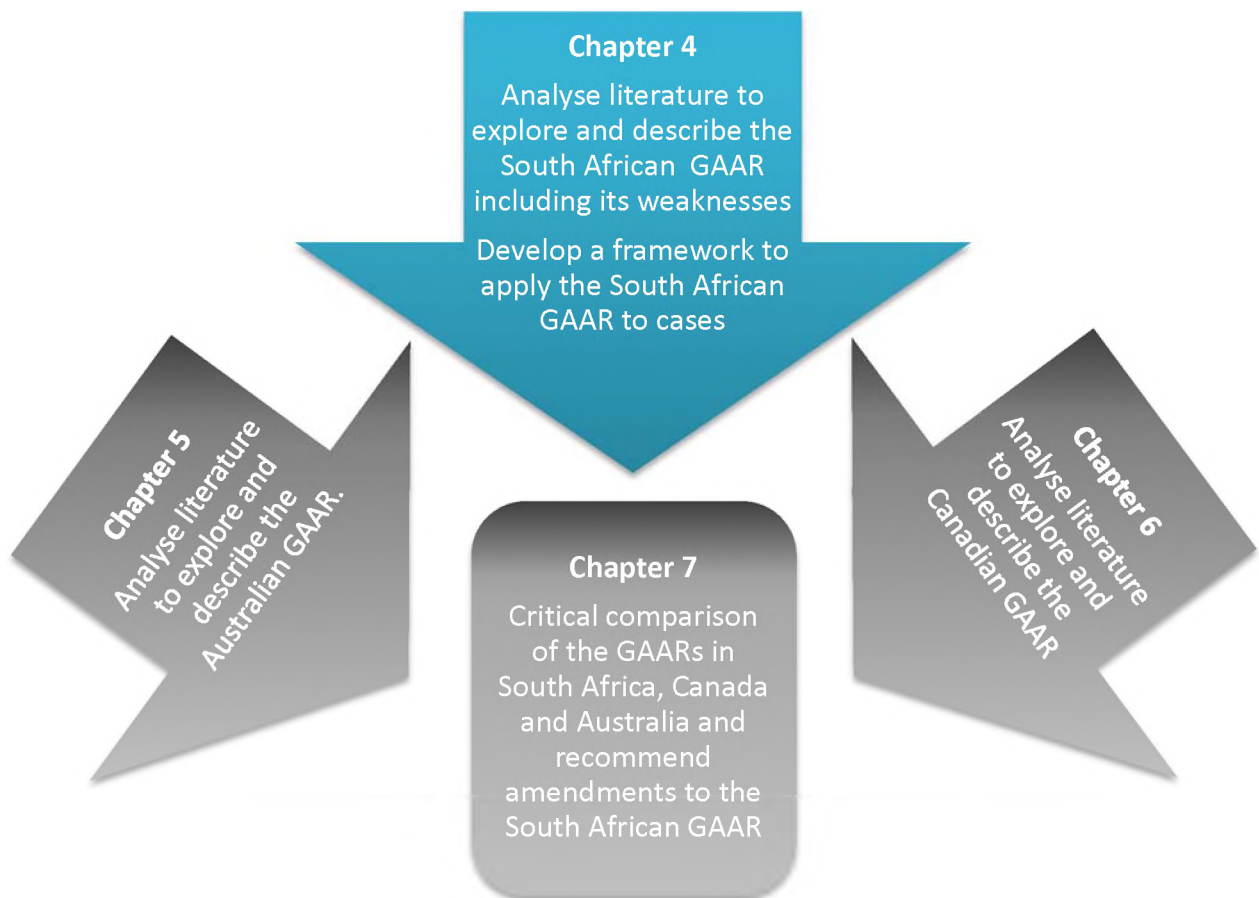 Chapter 4
Analyse literature to
explore and describe the
South African GAAR
including its weaknesses
Develop a framework to
apply the South African
GAAR to cases
Chapter 5
Analyse literature
to explore and
describe the
Australian GAAR.
Chapter 6
Analyse literature
to explore and
describe the
Canadian GAAR
Chapter 7
Critical comparison
of the GAARs in
South Africa, Canada
and Australia and
recommend
amendments to the
South African GAAR